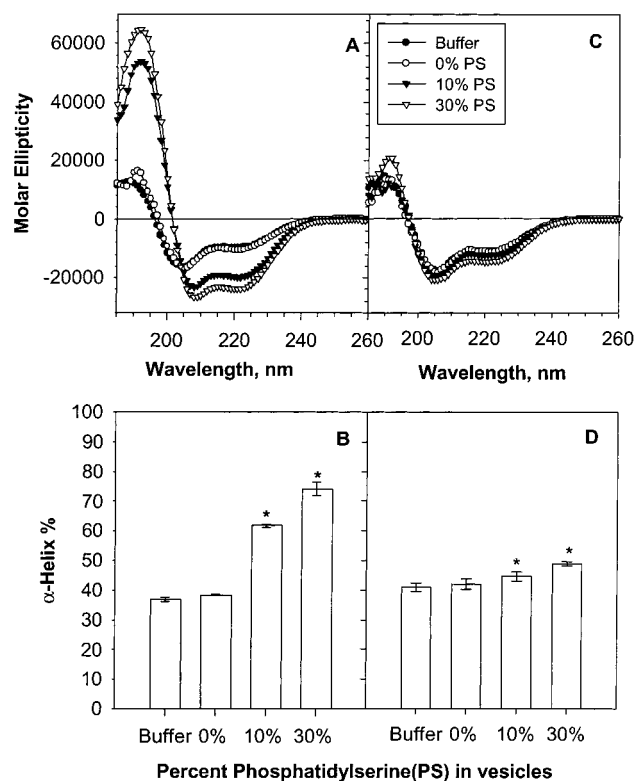 60000
40000
20000
0
-20000
Molar Ellipticity
A
C
Buffer
0% PS
10% PS
30% PS
200 220 240 260
200 220 240 260
Wavelength, nm
Wavelength, nm
100
90
80
70
60
50
40
30
20
10
0
α-Helix %
B
D
*
*
*
*
Buffer 0% 10% 30%
Buffer 0% 10% 30%
Percent Phosphatidylserine(PS) in vesicles